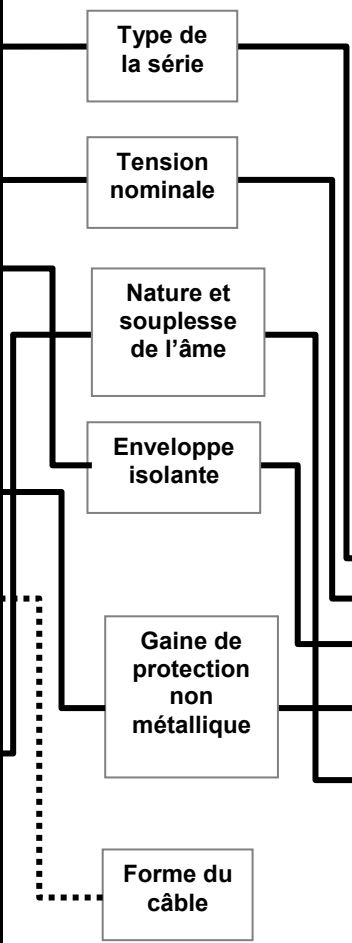 Type de
la série
Tension
nominale
Nature et
souplesse
de l’âme
Enveloppe
isolante
Gaine de
protection
non
métallique
Forme du
câble